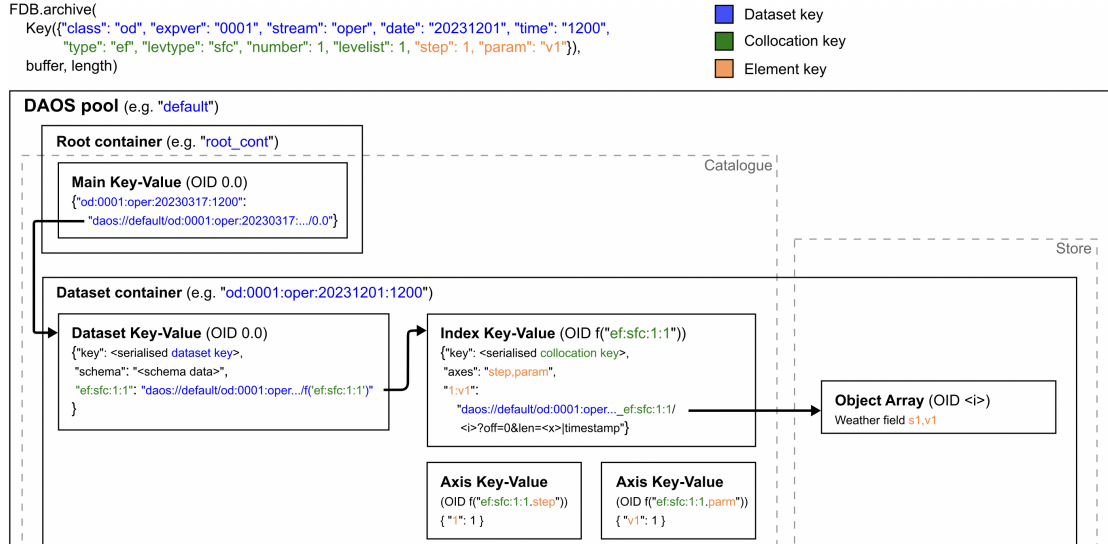 FDB.archive(
Key({"class": "od", "expver": "0001", "stream": "oper", "date": "20231201", "time": "1200",
"type": "ef", "levtype": "sfc", "number": 1, "levelist": 1, "step": 1, "param": "v1"}),
buffer, length)
Dataset key
Collocation key
Element key
DAOS pool (e.g. "default")
Root container (e.g. "root_cont")
Catalogue
Main Key-Value (OID 0.0)
{"od:0001:oper:20230317:1200":
"daos://default/od:0001:oper:20230317:.../0.0"}
Store
Dataset container (e.g. "od:0001:oper:20231201:1200")
Dataset Key-Value (OID 0.0)
{"key": <serialised dataset key>,
"schema": "<schema data>",
"ef:sfc:1:1": "daos://default/od:0001:oper.../f('ef:sfc:1:1')"
}
Index Key-Value (OID f("ef:sfc:1:1"))
{"key": <serialised collocation key>,
"axes": "step,param",
"1:v1":
"daos://default/od:0001:oper..._ef:sfc:1:1/
<i>?off=0&len=<x>|timestamp"}
Object Array (OID <i>)
Weather field s1,v1
Axis Key-Value
(OID f("ef:sfc:1:1.step"))
{ "1": 1 }
Axis Key-Value
(OID f("ef:sfc:1:1.parm"))
{ "v1": 1 }